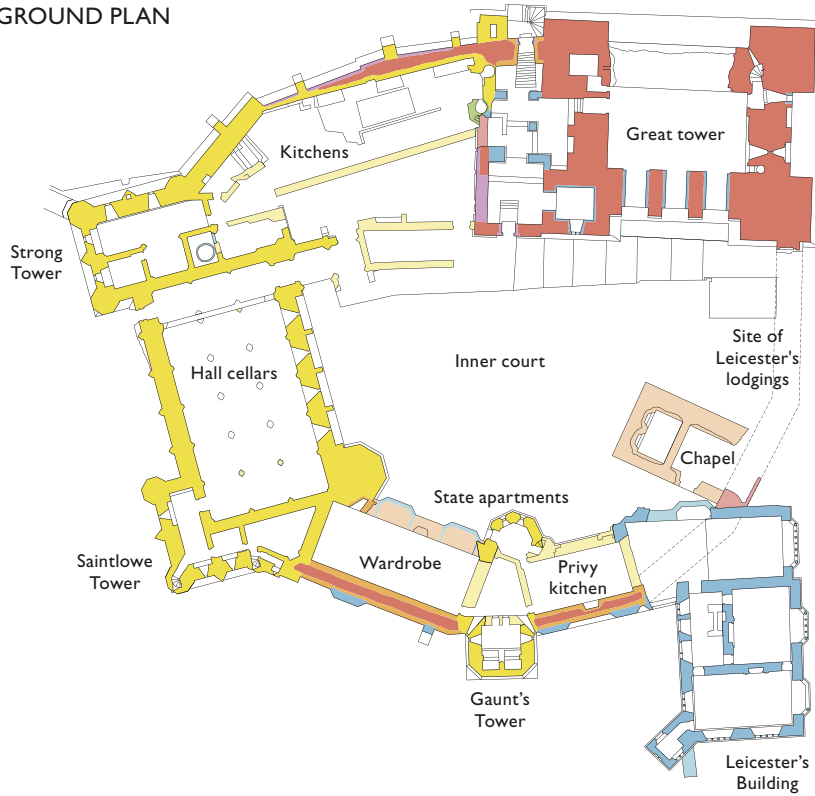 GROUND PLAN
Great tower
Kitchens
Strong
Tower
Site of
Leicester's
lodgings
Inner court
Hall cellars
Chapel
State apartments
Saintlowe
Tower
Wardrobe
Privy
kitchen
Gaunt's
Tower
Leicester's
Building